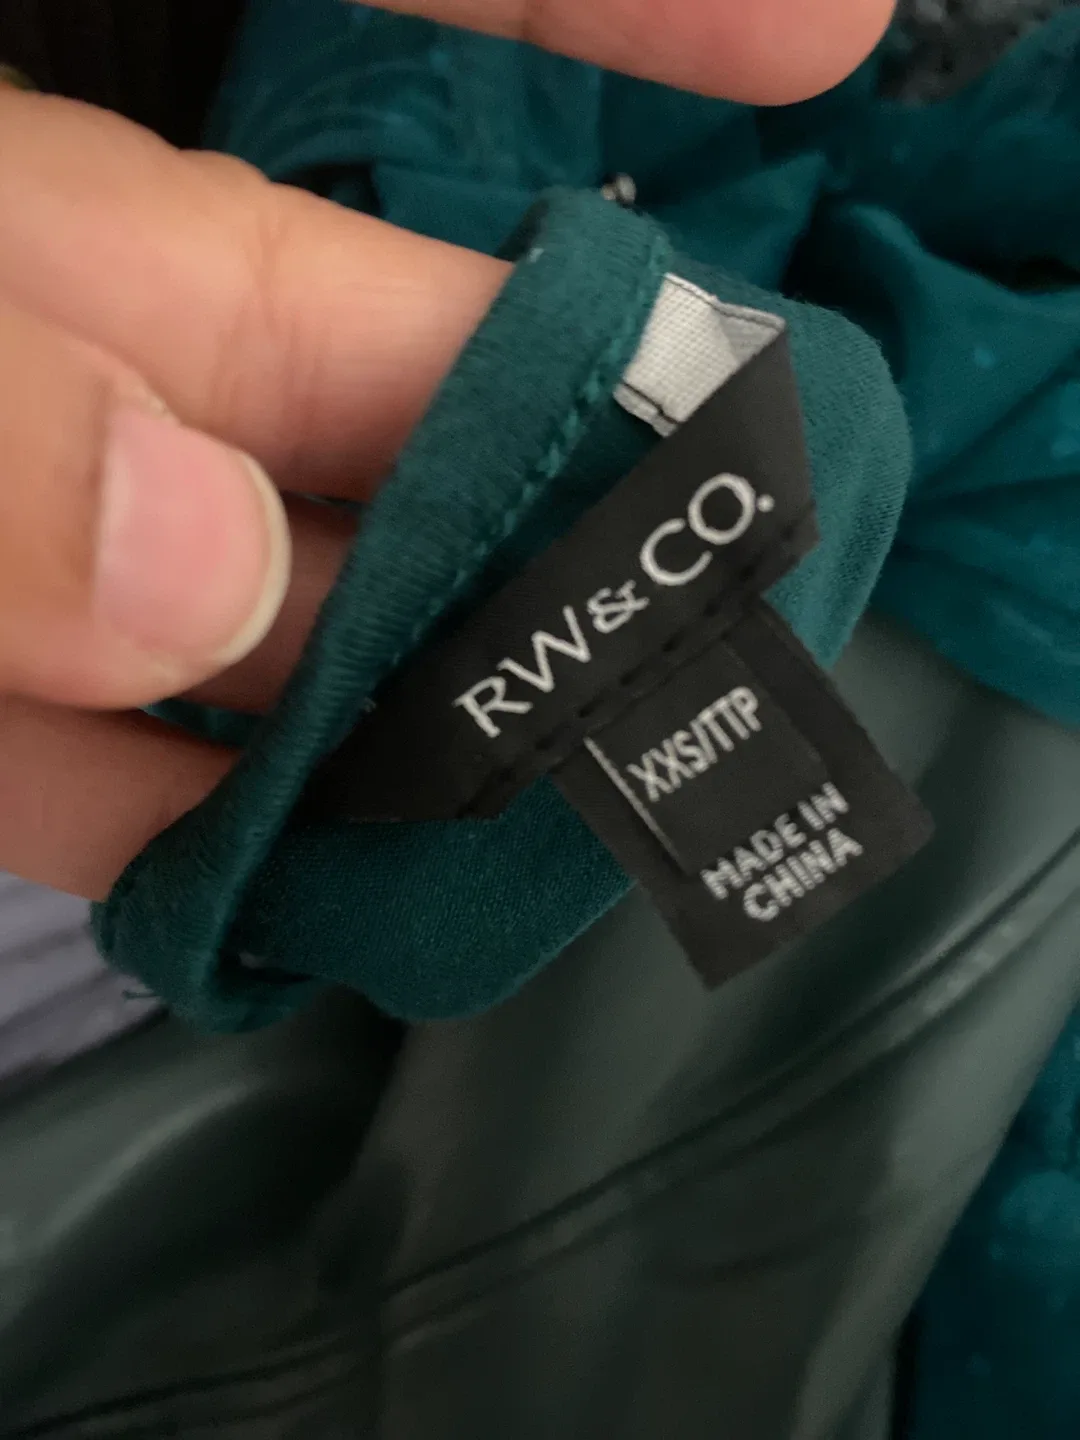 RW&CO.
XXS/TTP
MADE IN
CHINA